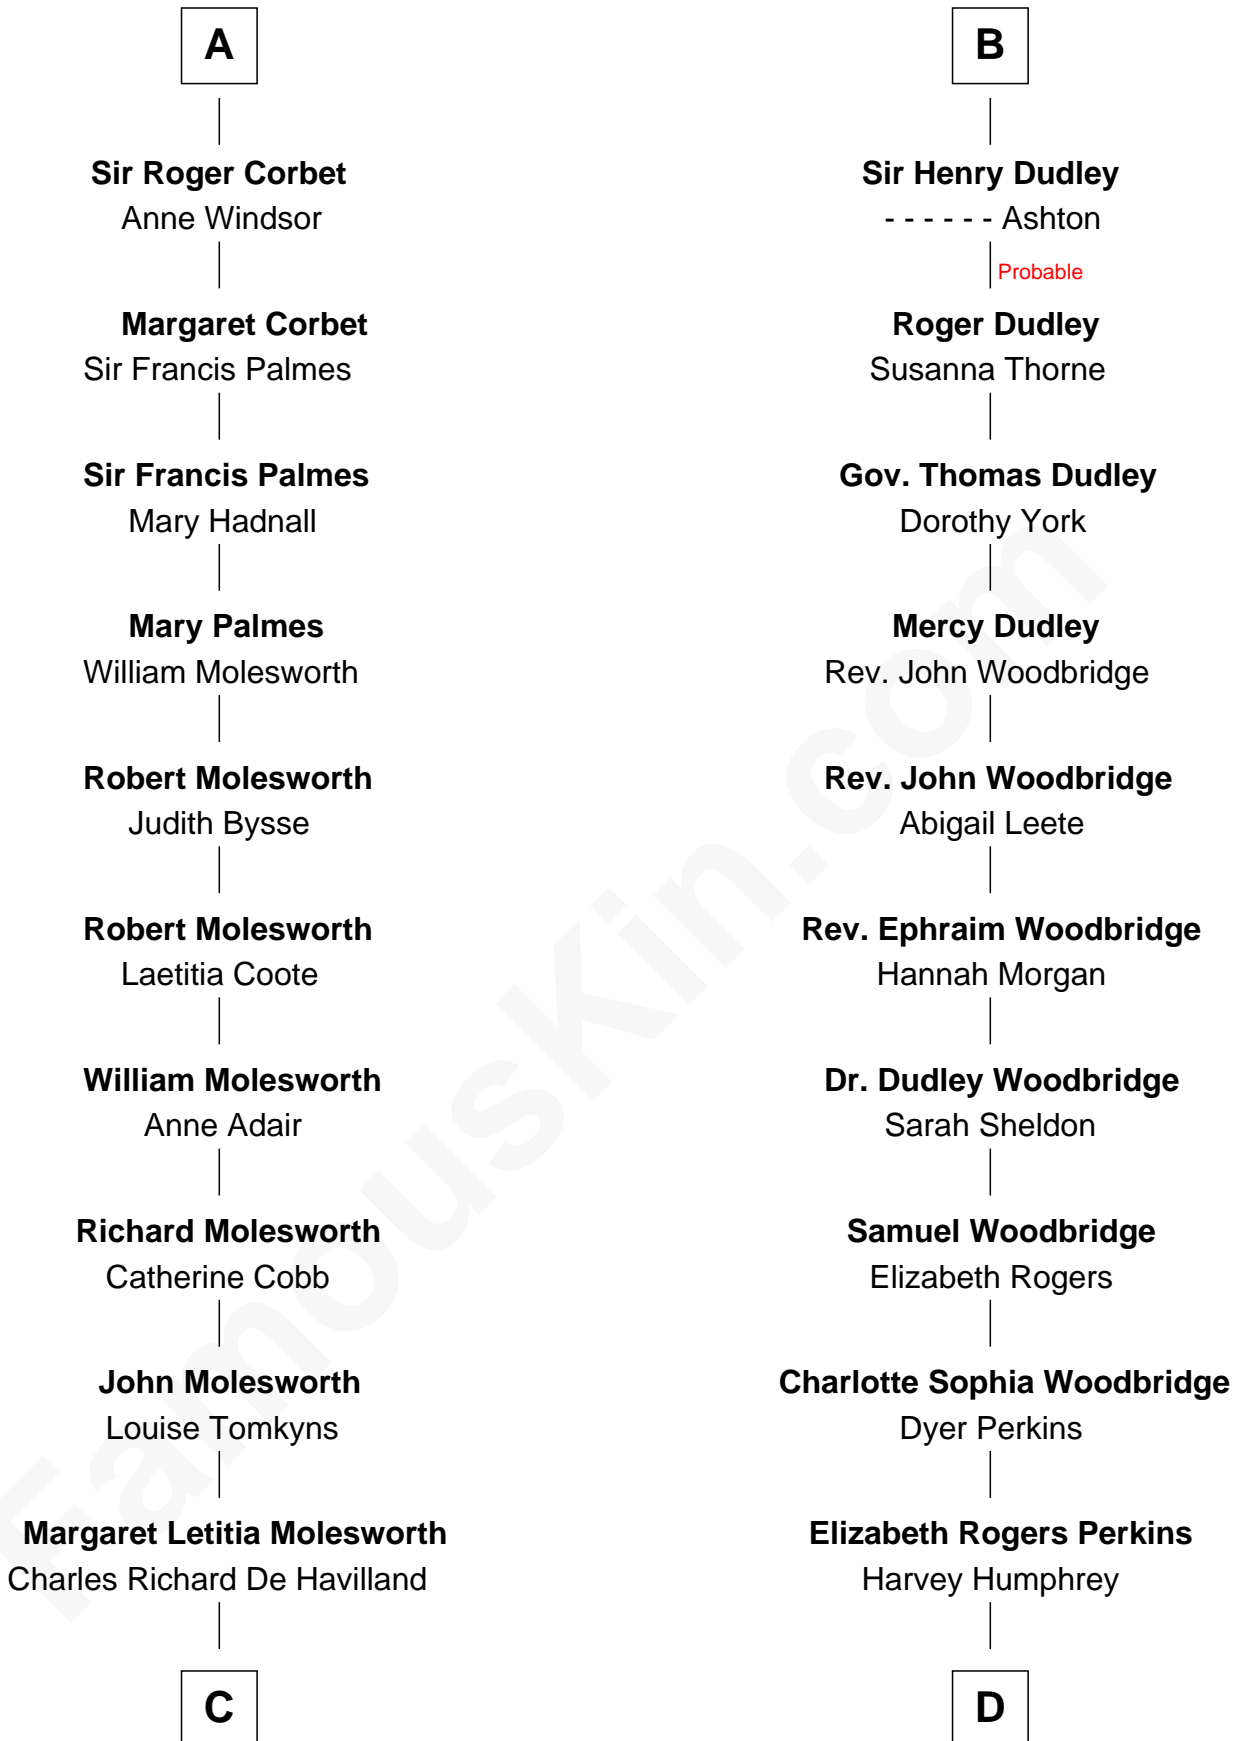 A
Sir Roger Corbet
Anne Windsor
Margaret Corbet
Sir Francis Palmes
Sir Francis Palmes
Mary Hadnall
Mary Palmes
William Molesworth
Robert Molesworth
Judith Bysse
Robert Molesworth
Laetitia Coote
William Molesworth
Anne Adair
Richard Molesworth
Catherine Cobb
John Molesworth
Louise Tomkyns
Margaret Letitia Molesworth
Charles Richard De Havilland
C
B
Sir Henry Dudley
- - - - - - Ashton
Probable
Roger Dudley
Susanna Thorne
Gov. Thomas Dudley
Dorothy York
Mercy Dudley
Rev. John Woodbridge
Rev. John Woodbridge
Abigail Leete
Rev. Ephraim Woodbridge
Hannah Morgan
Dr. Dudley Woodbridge
Sarah Sheldon
Samuel Woodbridge
Elizabeth Rogers
Charlotte Sophia Woodbridge
Dyer Perkins
Elizabeth Rogers Perkins
Harvey Humphrey
D
FamousKin.com